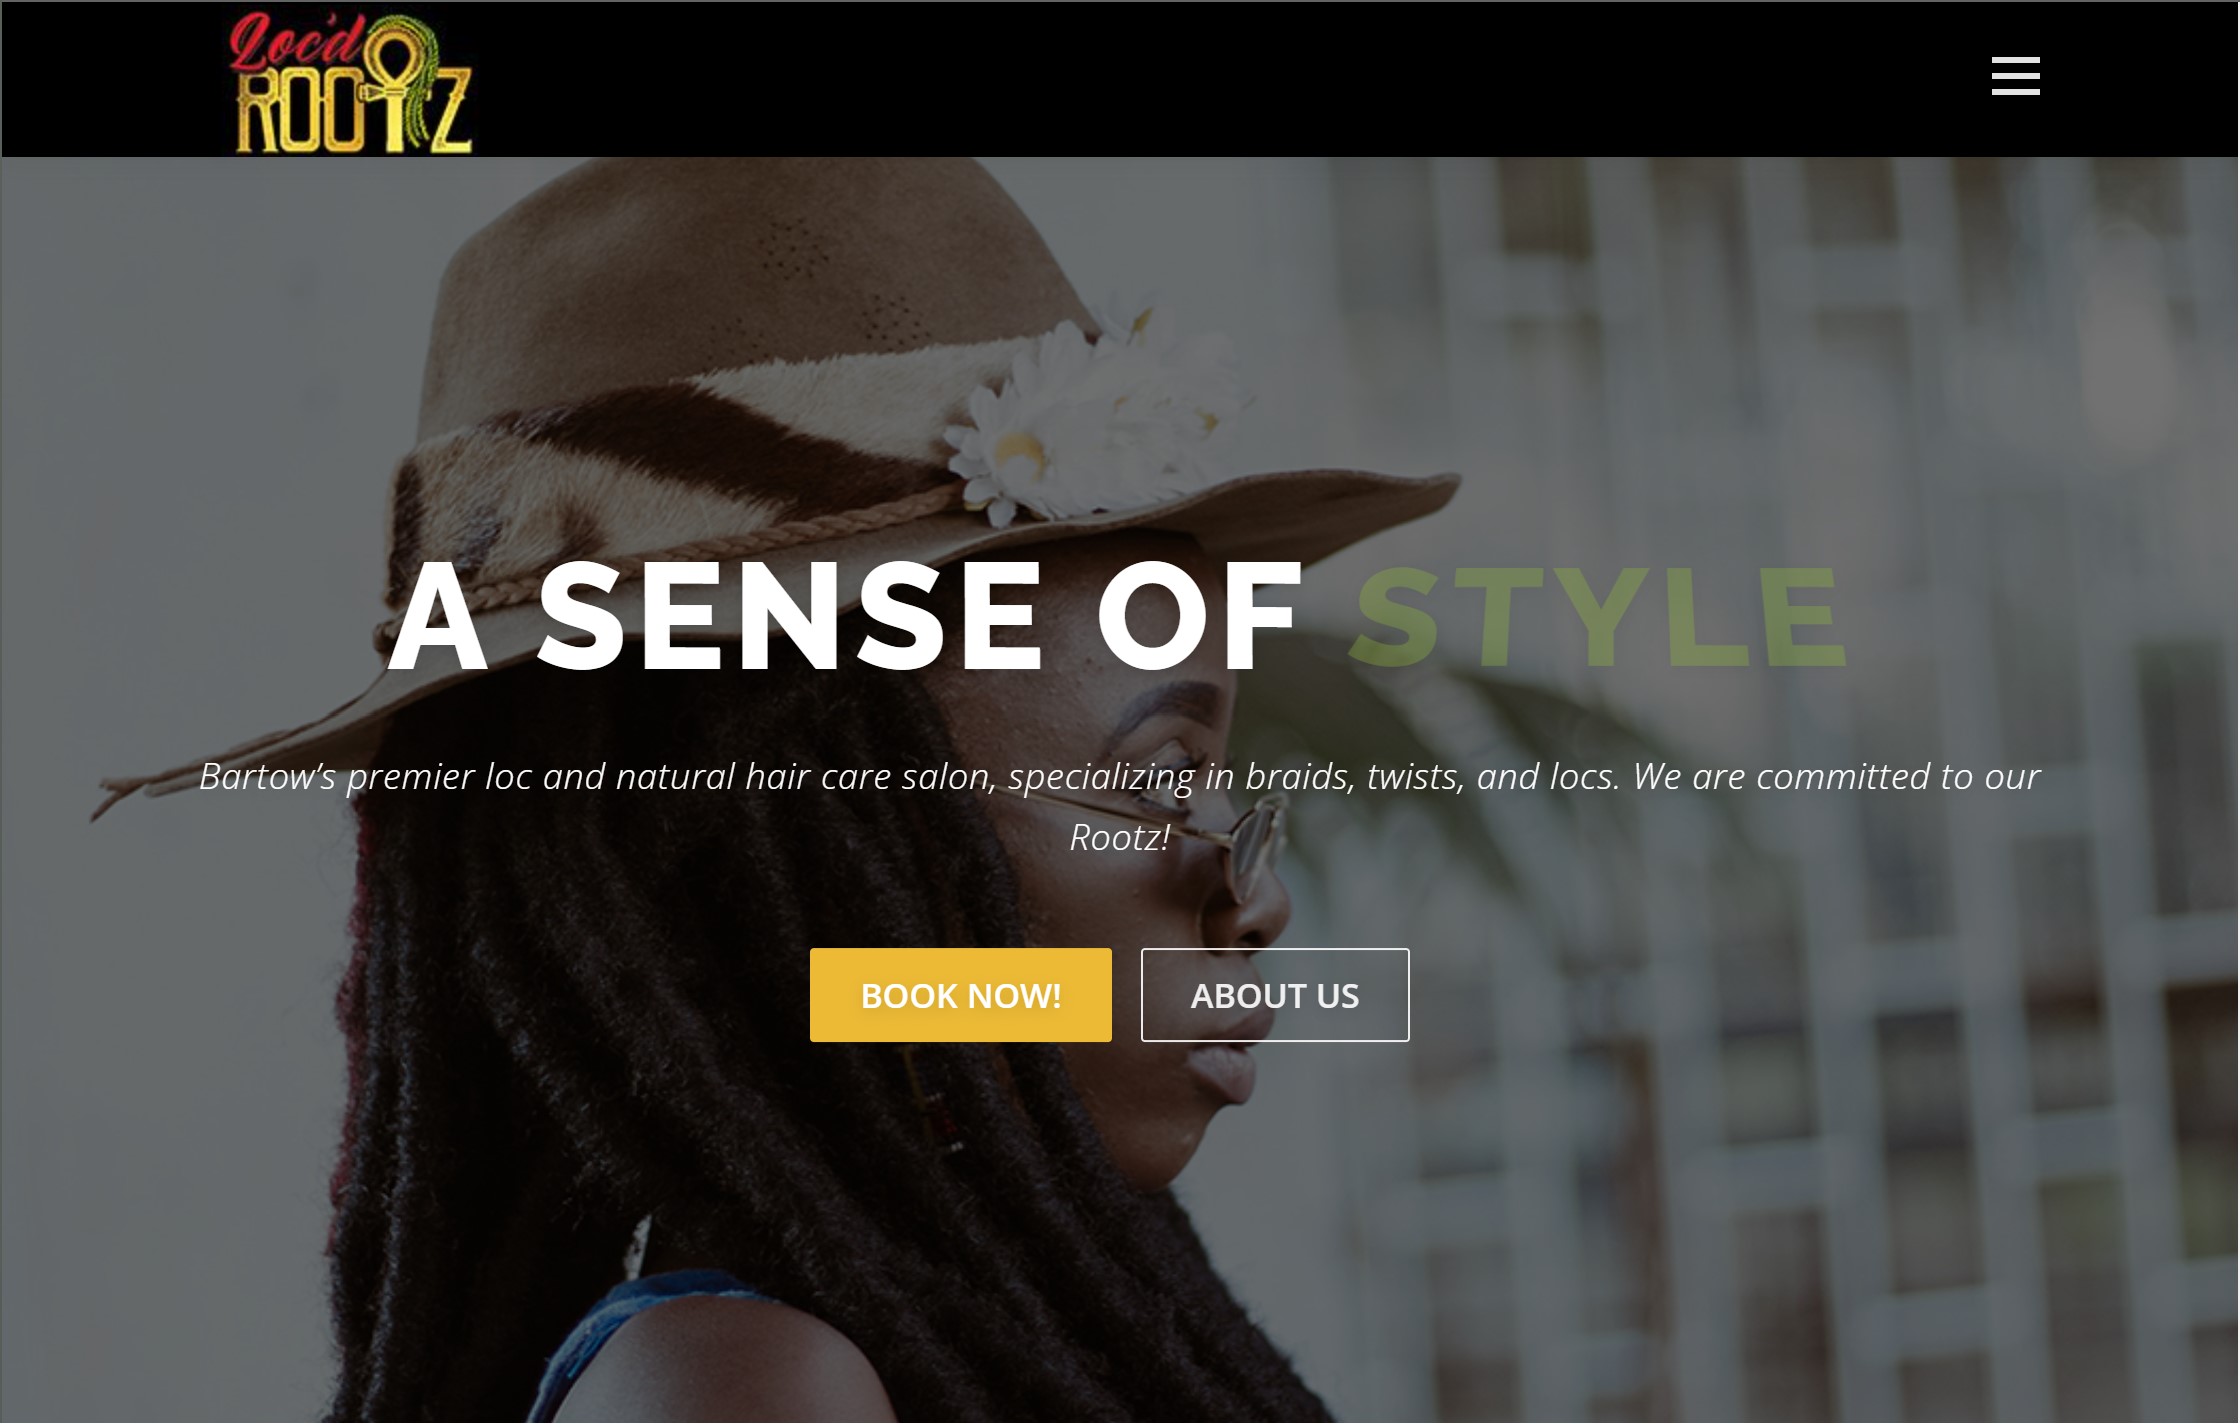 Loc'd
ROOTZ
A SENSE OF STYLE
Bartow’s premier loc and natural hair care salon, specializing in braids, twists, and locs. We are committed to our
Rootz!
BOOK NOW!
ABOUT US